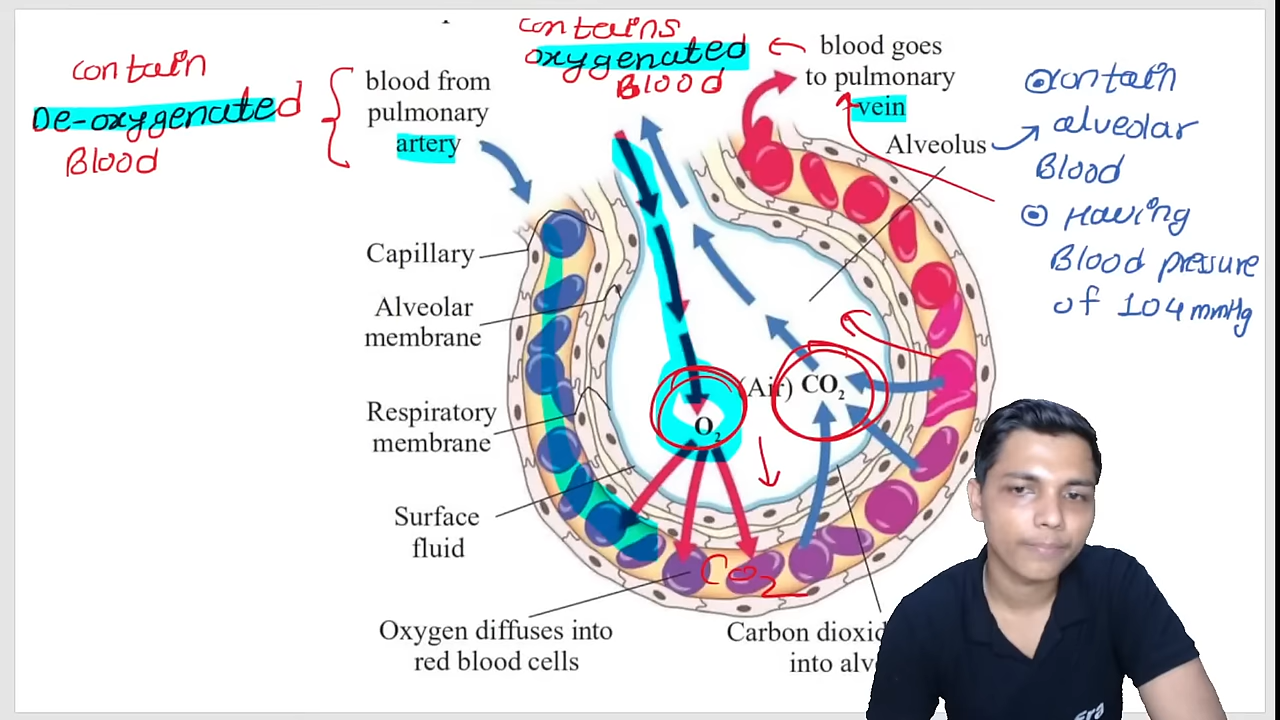 contain
De-oxygenated
Blood
blood from
pulmonary
artery
contains
oxygenated
Blood
blood goes
to pulmonary
vein
Alveolus
contain
alveolar
Blood
Having
Blood pressure
of 104 mmHg
Capillary
Alveolar
membrane
Respiratory
membrane
Surface
fluid
(Air)
O₂
CO₂
CO₂
Oxygen diffuses into
red blood cells
Carbon dioxid
into alv
era